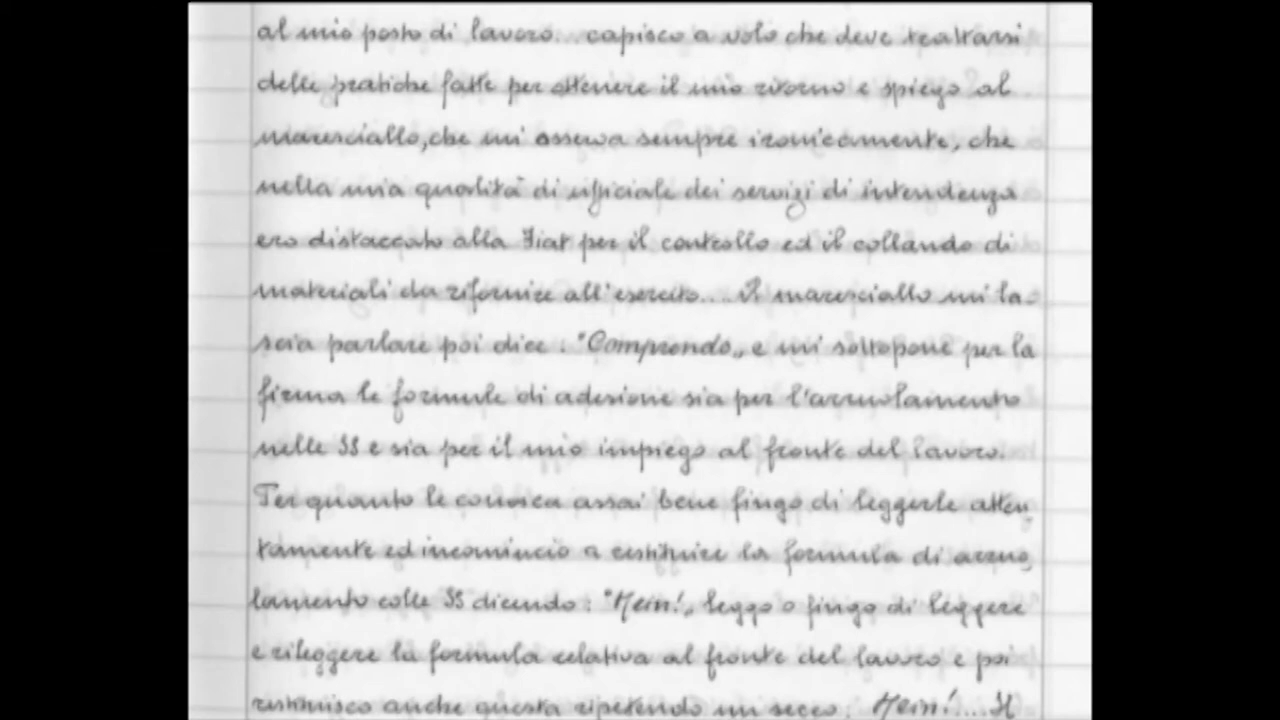 al mio posto di lavoro... capisco a volo che deve trattarsi
delle pratiche fatte per ottenere il mio ritorno e spiego al
maresciallo, che mi osserva sempre ironicamente, che
nella mia qualità di ufficiale dei servizi di intendenza
ero distaccato alla Fiat per il controllo ed il collaudo di
materiali da rifornire all'esercito.... Il maresciallo mi la-
scia parlare poi dice: "Comprendo„ e mi sottopone per la
firma le formule di adesione sia per l'arruolamento
nelle SS e sia per il mio impiego al fronte del lavoro.
Per quanto le conosca assai bene fingo di leggerle atten-
tamente ed incomincio a restituire la formula di arruo-
lamento colle SS dicendo: "Nein!„ leggo o fingo di leggere
e rileggere la formula relativa al fronte del lavoro e poi
restituisco anche questa ripetendo un secco: Nein!.... Il